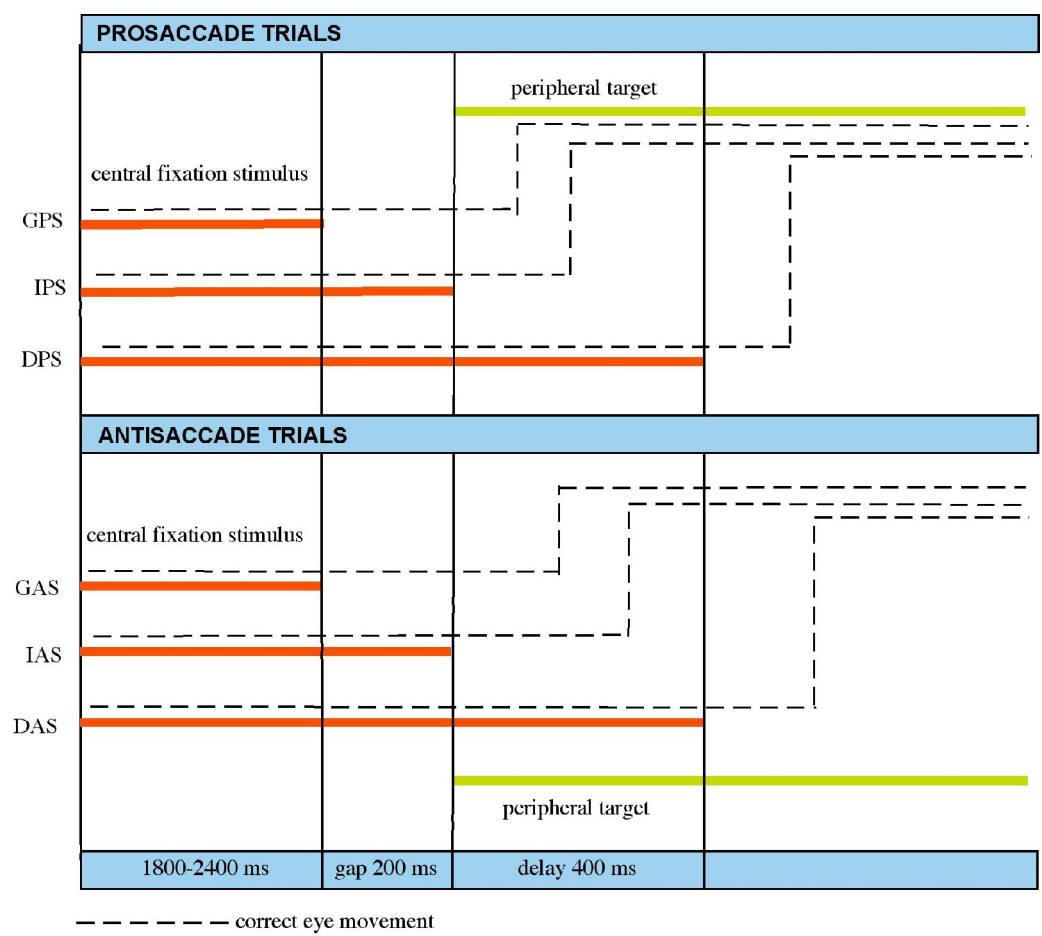 PROSACCADE TRIALS
peripheral target
central fixation stimulus
GPS
IPS
DPS
ANTISACCADE TRIALS
central fixation stimulus
GAS
IAS
DAS
peripheral target
1800-2400 ms gap 200 ms delay 400 ms
correct eye movement